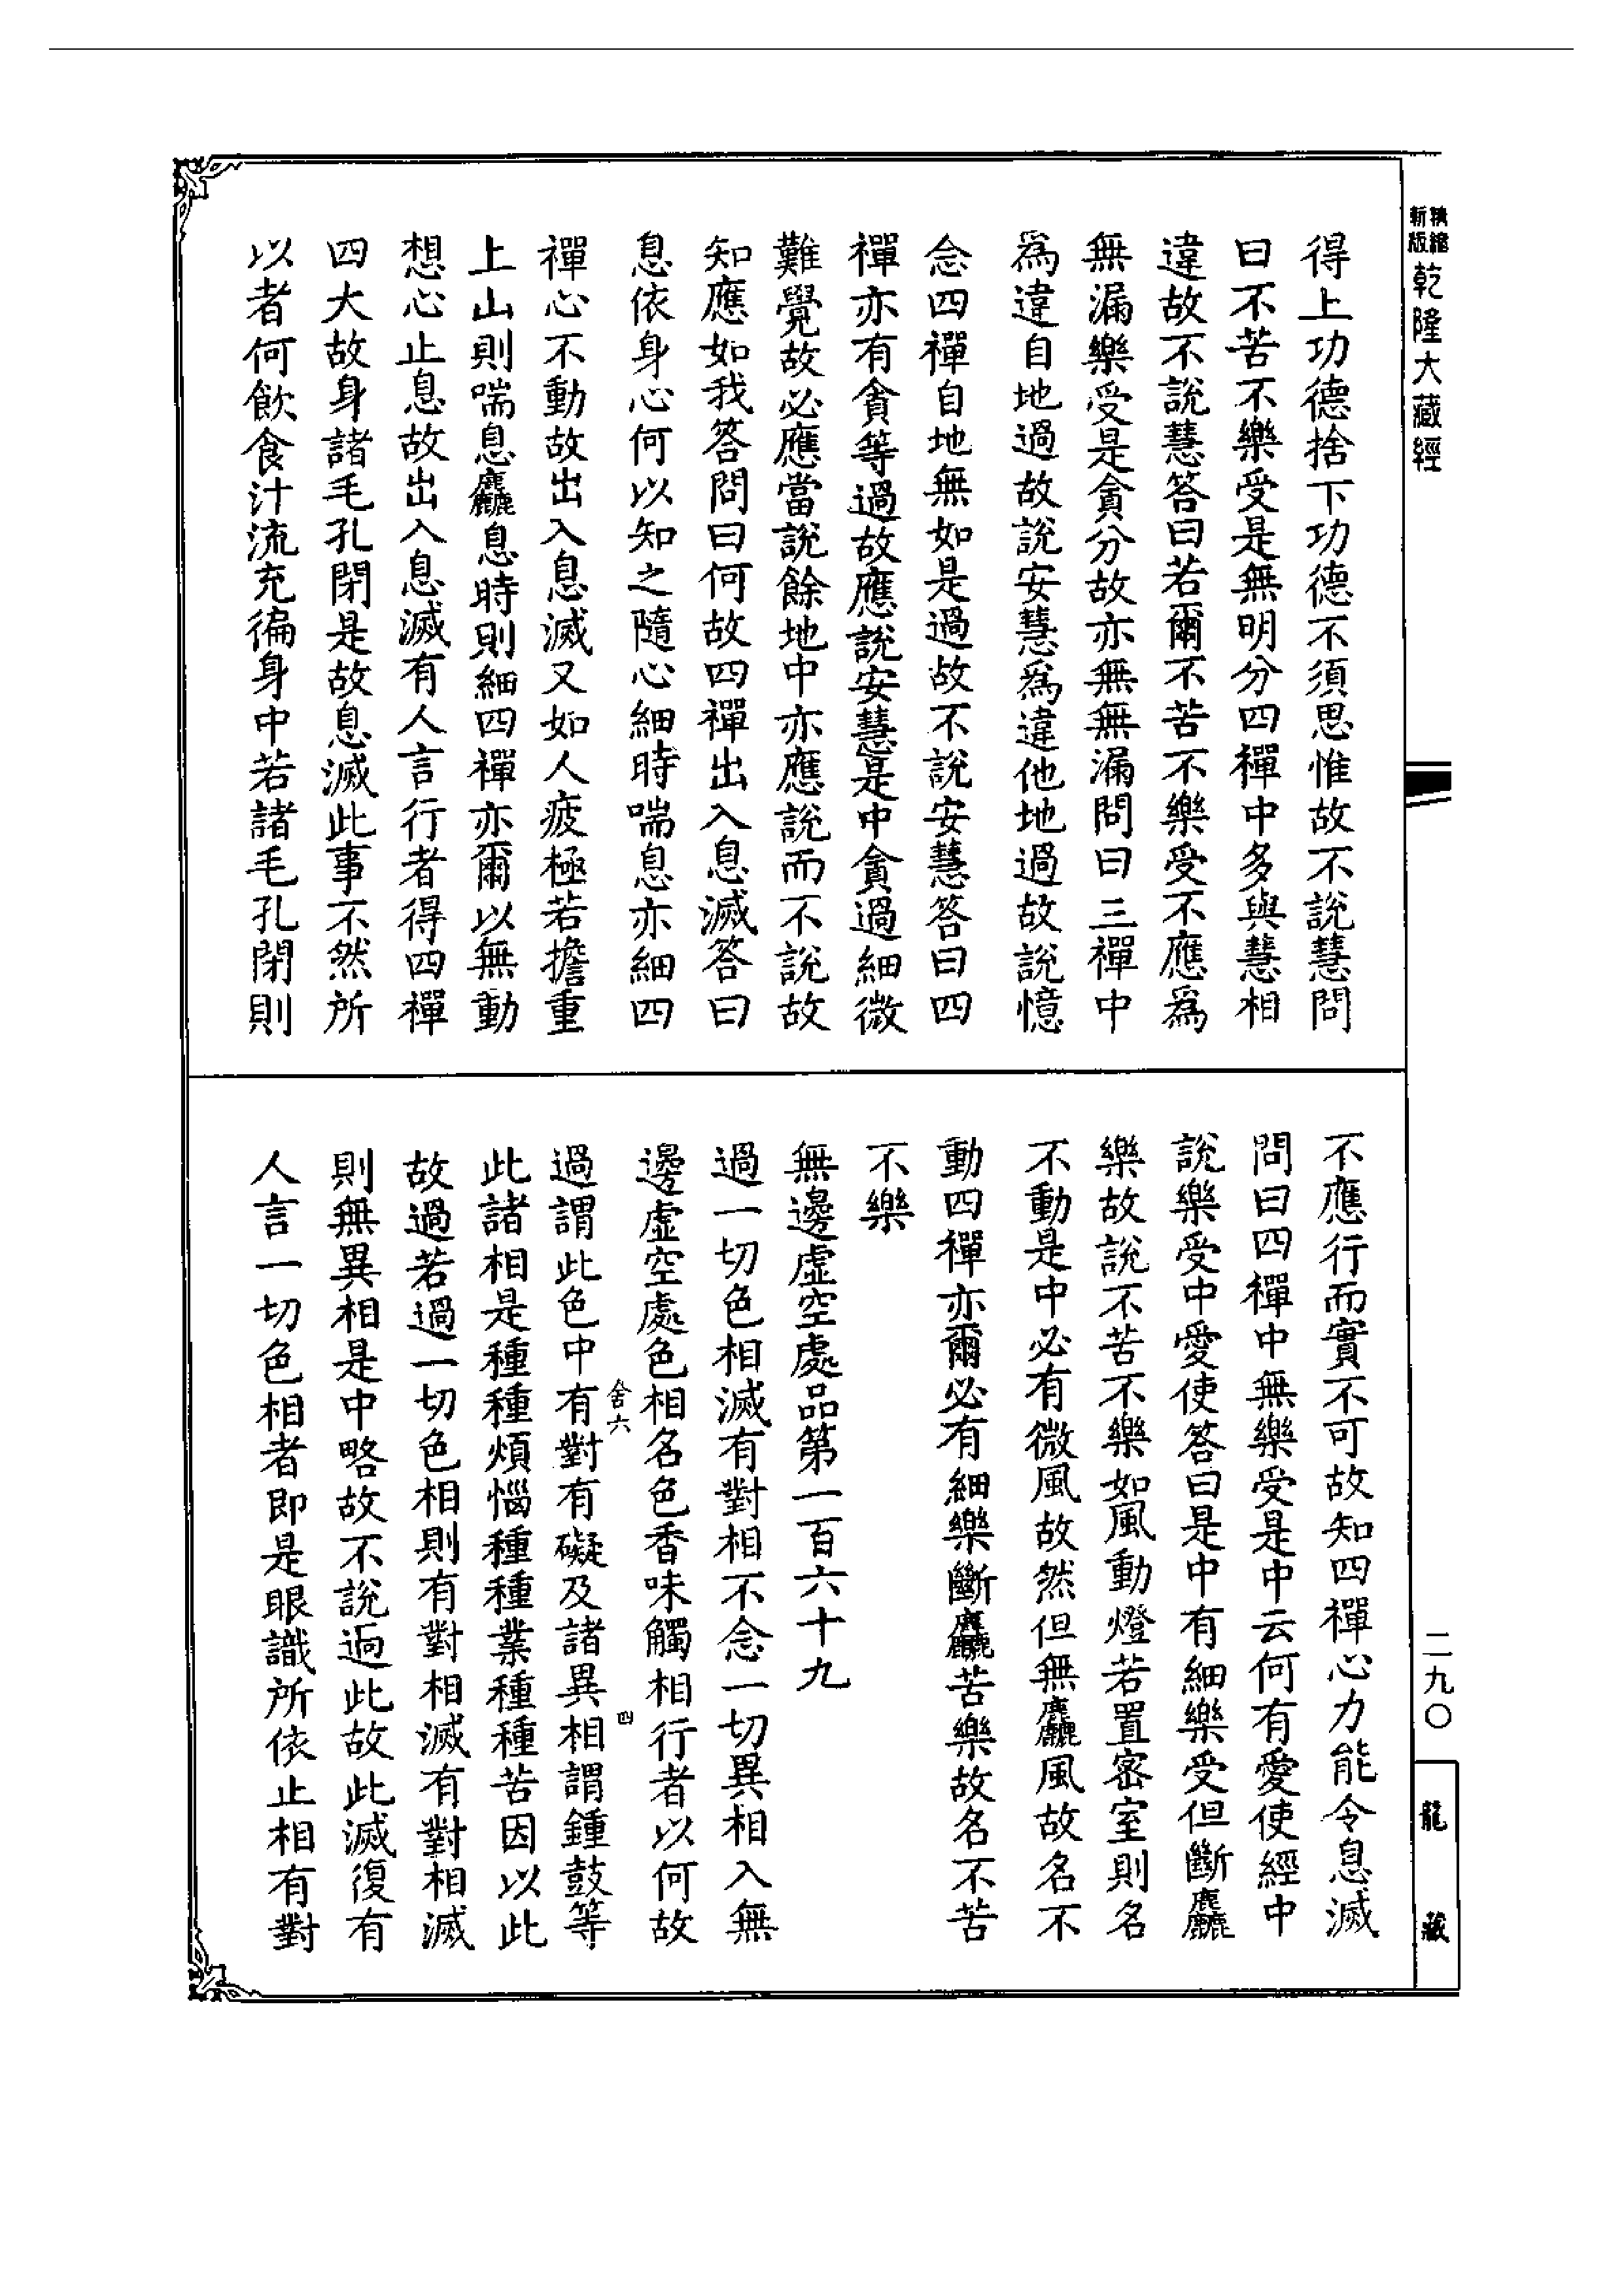 新版精縮乾隆大藏經
得上功德捨下功德不須思惟故不說慧問
曰不苦不樂受是無明分四禪中多與慧相
違故不說慧答曰若爾不苦不樂受不應為
無漏樂受是貪分故亦無無漏問曰三禪中
為違自地過故說安慧為違他地過故說憶
念四禪自地無如是過故不說安慧答曰四
禪亦有貪等過故應說安慧是中貪過細微
難覺故必應當說餘地中亦應說而不說故
知應如我答問曰何故四禪出入息滅答曰
息依身心何以知之隨心細時喘息亦細四
禪心不動故出入息滅又如人疲極若擔重
上山則喘息麤息時則細四禪亦爾以無動
想心止息故出入息滅有人言行者得四禪
四大故身諸毛孔閉是故息滅此事不然所
以者何飲食汁流充徧身中若諸毛孔閉則
不應行而實不可故知四禪心力能令息滅
問曰四禪中無樂受是中云何有愛使經中
說樂受中愛使答曰是中有細樂受但斷麤
樂故說不苦不樂如風動燈若置密室則名
不動是中必有微風故然但無麤風故名不
動四禪亦爾必有細樂斷麤苦樂故名不苦
不樂
無邊虛空處品第一百六十九
過一切色相滅有對相不念一切異相入無
邊虛空處色相名色香味觸相行者以何故
舍六
四
過謂此色中有對有礙及諸異相謂鍾鼓等
此諸相是種種煩惱種種業種種苦因以此
故過若過一切色相則有對相滅有對相滅
則無異相是中略故不說過此故此滅復有
人言一切色相者即是眼識所依止相有對
二九〇
龍藏